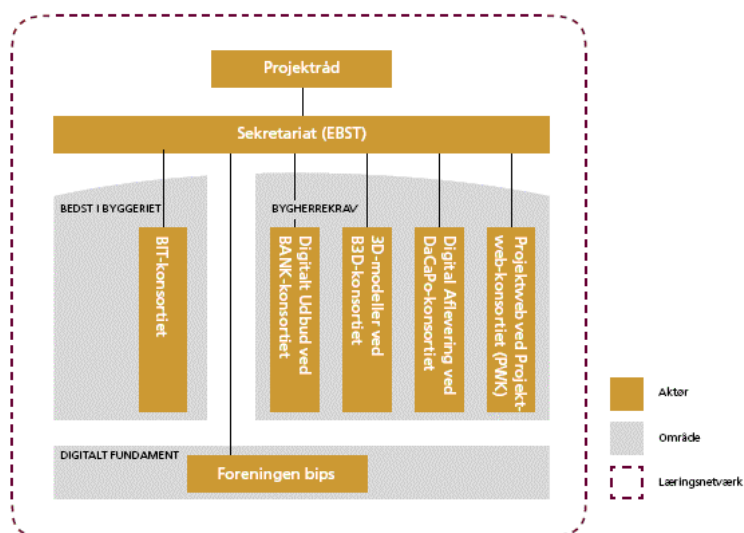 Projektråd
Sekretariat (EBST)
BEDST I BYGGERIET
BYGHERREKRAV
BIT-konsortiet
Digitalt Udbud ved
BANK-konsortiet
3D-modeller ved
B3D-konsortiet
Digital Aflevering ved
DaCaPo-konsortiet
Projektweb ved Projekt-
web-konsortiet (PWK)
DIGITALT FUNDAMENT
Foreningen bips
Aktør
Område
Læringsnetværk